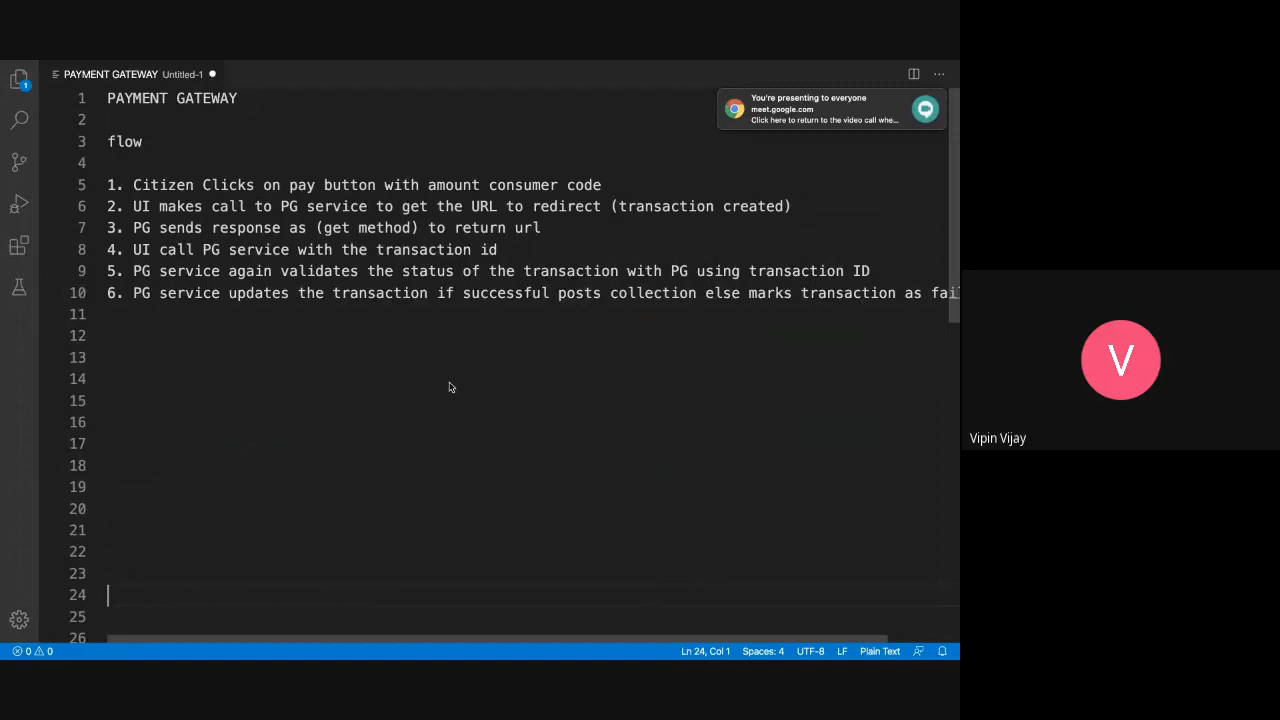 PAYMENT GATEWAY Untitled-1
1 PAYMENT GATEWAY
2
3 flow
4
5 1. Citizen Clicks on pay button with amount consumer code
6 2. UI makes call to PG service to get the URL to redirect (transaction created)
7 3. PG sends response as (get method) to return url
8 4. UI call PG service with the transaction id
9 5. PG service again validates the status of the transaction with PG using transaction ID
10 6. PG service updates the transaction if successful posts collection else marks transaction as fai
11
12
13
14
15
16
17
18
19
20
21
22
23
24
25
26
You're presenting to everyone
meet.google.com
Click here to return to the video call whe...
1
V
Vipin Vijay
0 0
Ln 24, Col 1 Spaces: 4 UTF-8 LF Plain Text